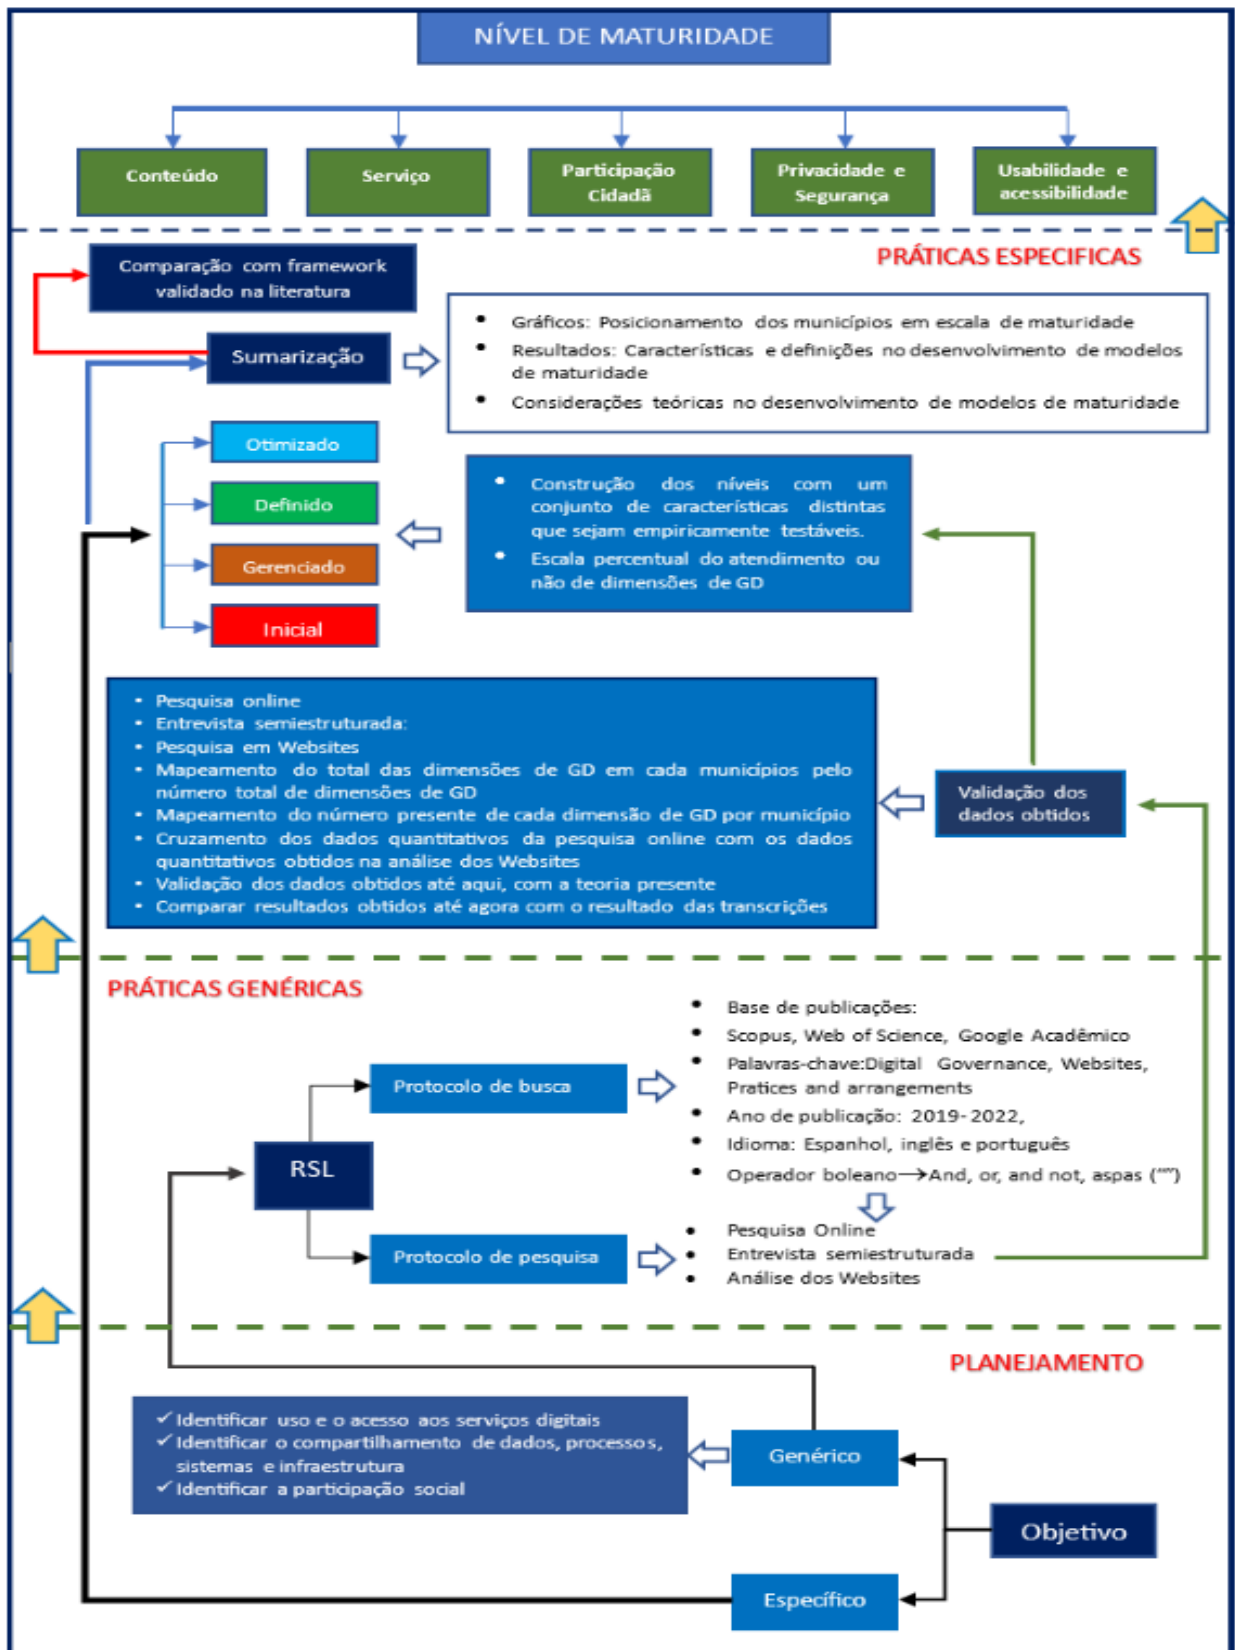 NÍVEL DE MATURIDADE
Conteúdo
Serviço
Participação
Cidadã
Privacidade e
Segurança
Usabilidade e
acessibilidade
PRÁTICAS ESPECIFICAS
Comparação com framework
validado na literatura
Sumarização
• Gráficos: Posicionamento dos municípios em escala de maturidade
• Resultados: Características e definições no desenvolvimento de modelos
de maturidade
• Considerações teóricas no desenvolvimento de modelos de maturidade
Otimizado
Definido
Gerenciado
Inicial
• Construção dos níveis com um
conjunto de características distintas
que sejam empiricamente testáveis.
• Escala percentual do atendimento ou
não de dimensões de GD
• Pesquisa online
• Entrevista semiestruturada:
• Pesquisa em Websites
• Mapeamento do total das dimensões de GD em cada municípios pelo
número total de dimensões de GD
• Mapeamento do número presente de cada dimensão de GD por município
• Cruzamento dos dados quantitativos da pesquisa online com os dados
quantitativos obtidos na análise dos Websites
• Validação dos dados obtidos até aqui, com a teoria presente
• Comparar resultados obtidos até agora com o resultado das transcrições
Validação dos
dados obtidos
PRÁTICAS GENÉRICAS
RSL
Protocolo de busca
• Base de publicações:
• Scopus, Web of Science, Google Acadêmico
• Palavras-chave:Digital Governance, Websites,
Pratices and arrangements
• Ano de publicação: 2019-2022,
• Idioma: Espanhol, inglês e português
• Operador boleano→And, or, and not, aspas (“”)
Protocolo de pesquisa
• Pesquisa Online
• Entrevista semiestruturada
• Análise dos Websites
PLANEJAMENTO
✓ Identificar uso e o acesso aos serviços digitais
✓ Identificar o compartilhamento de dados, processos,
sistemas e infraestrutura
✓ Identificar a participação social
Genérico
Objetivo
Específico